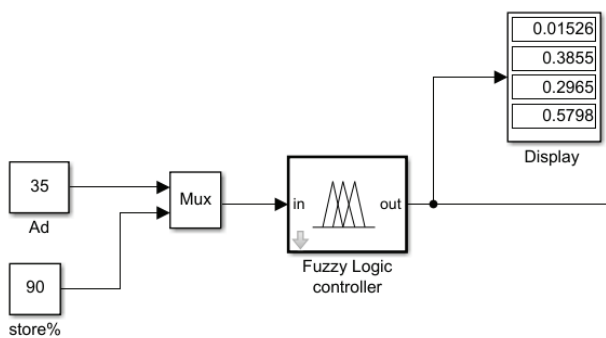 0.01526
0.3855
0.2965
0.5798
Display
35
Ad
Mux
in
out
Fuzzy Logic
controller
90
store%